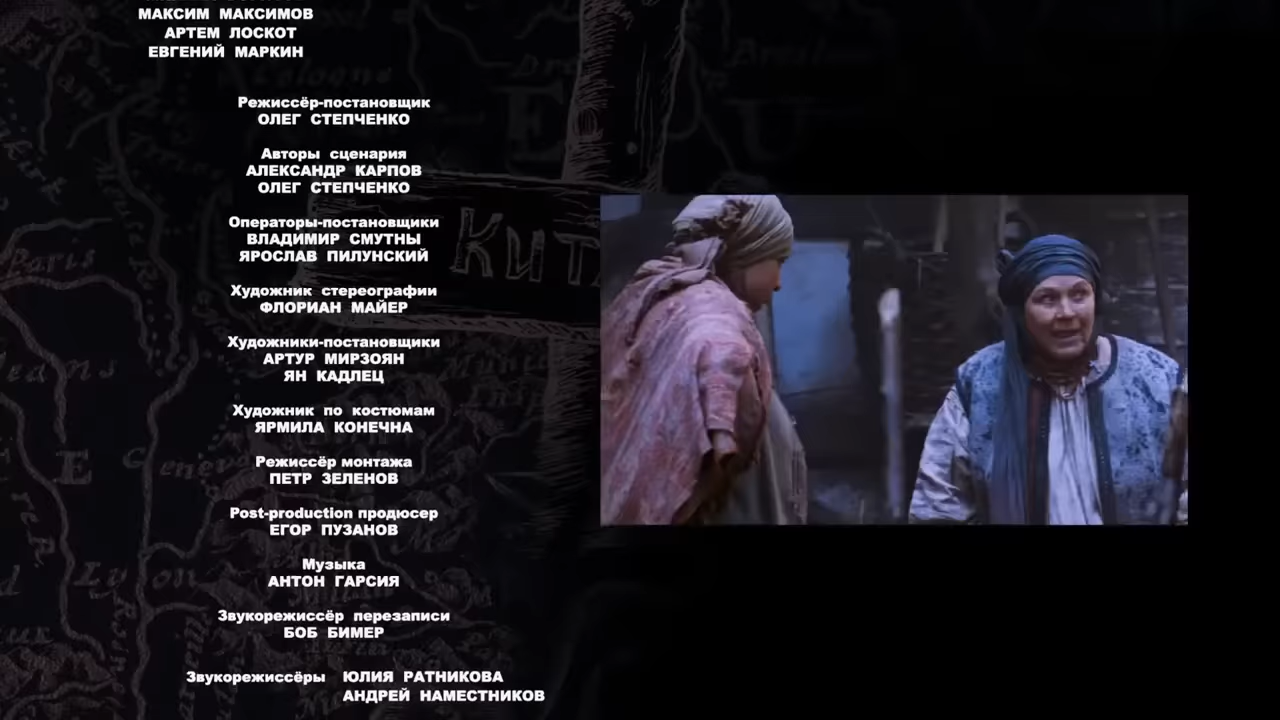 МАКСИМ МАКСИМОВ
АРТЕМ ЛОСКОТ
ЕВГЕНИЙ МАРКИН
Режиссёр-постановщик
ОЛЕГ СТЕПЧЕНКО
Авторы сценария
АЛЕКСАНДР КАРПОВ
ОЛЕГ СТЕПЧЕНКО
Операторы-постановщики
ВЛАДИМИР СМУТНЫ
ЯРОСЛАВ ПИЛУНСКИЙ
Художник стереографии
ФЛОРИАН МАЙЕР
Художники-постановщики
АРТУР МИРЗОЯН
ЯН КАДЛЕЦ
Художник по костюмам
ЯРМИЛА КОНЕЧНА
Режиссёр монтажа
ПЕТР ЗЕЛЕНОВ
Post-production продюсер
ЕГОР ПУЗАНОВ
Музыка
АНТОН ГАРСИЯ
Звукорежиссёр перезаписи
БОБ БИМЕР
Звукорежиссёры ЮЛИЯ РАТНИКОВА
АНДРЕЙ НАМЕСТНИКОВ
Paris
Lyon